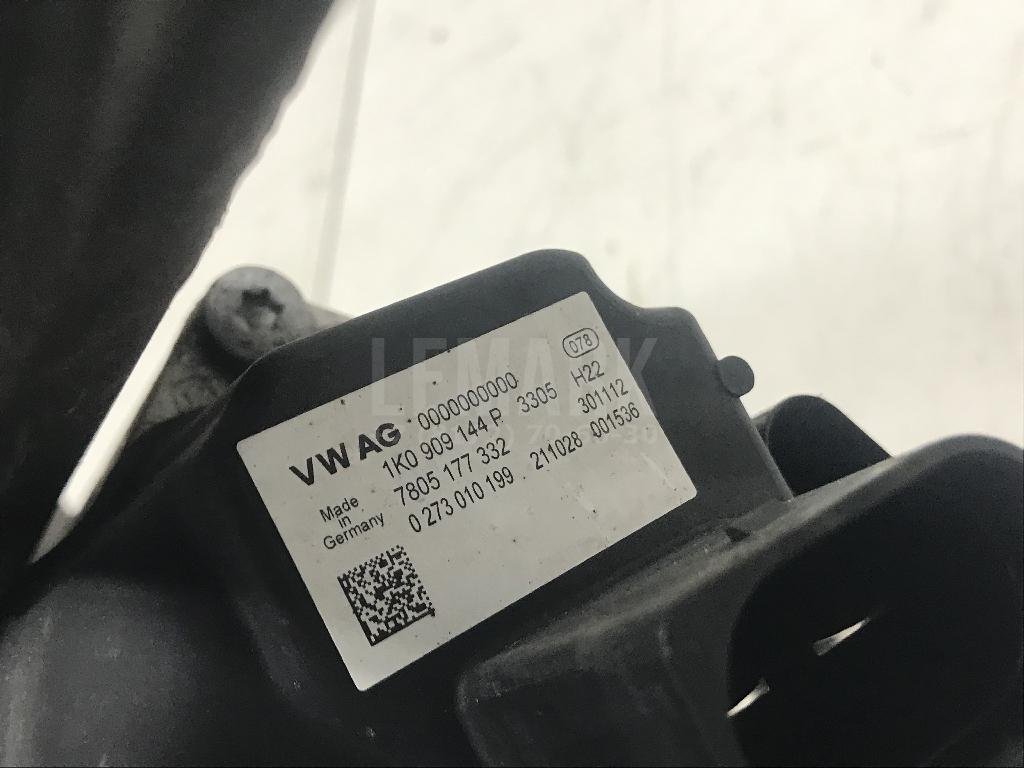 078
VW AG 0000000000
1K0 909 144 P 3305 H22
7805 177 332 301112
0 273 010 199 211028 001536
Made
in
Germany
LEMARK